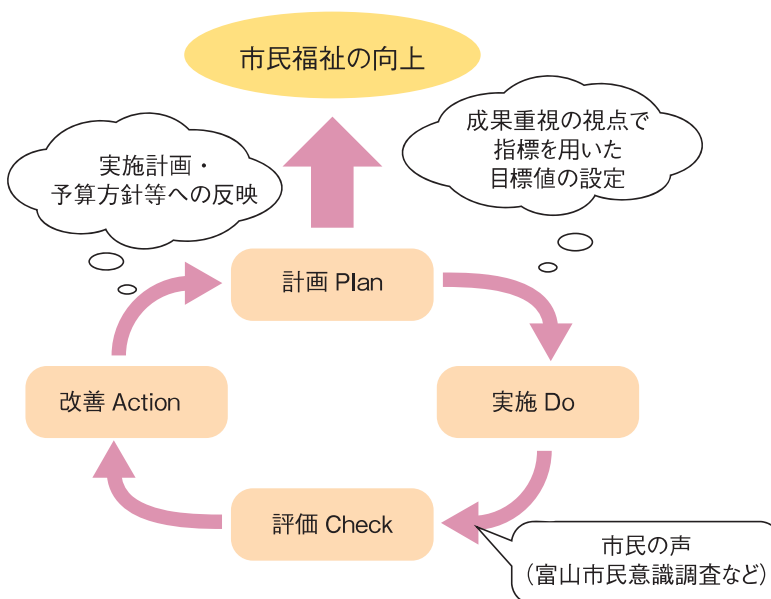 市民福祉の向上
成果重視の視点で
指標を用いた
目標値の設定
実施計画・
予算方針等への反映
計画 Plan
改善 Action
実施 Do
評価 Check
市民の声
(富山市民意識調査など)